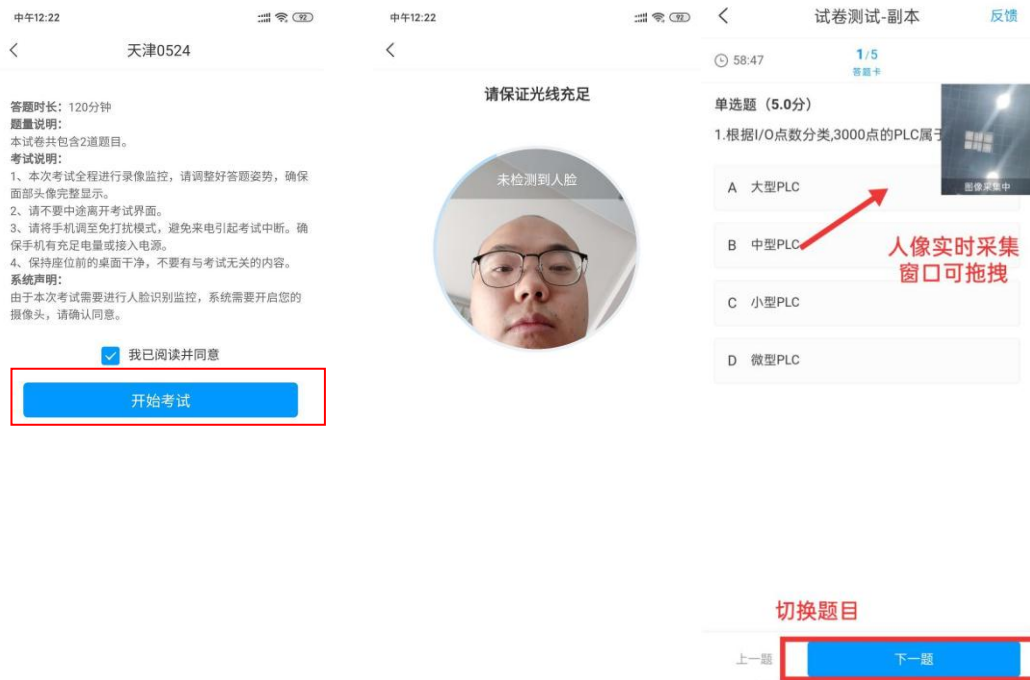 中午12:22
92
天津0524
答题时长：120分钟
题量说明：
本试卷共包含2道题目。
考试说明：
1、本次考试全程进行录像监控，请调整好答题姿势，确保
面部头像完整显示。
2、请不要中途离开考试界面。
3、请将手机调至免打扰模式，避免来电引起考试中断。确
保手机有充足电量或接入电源。
4、保持座位前的桌面干净，不要有与考试无关的内容。
系统声明：
由于本次考试需要进行人脸识别监控，系统需要开启您的
摄像头，请确认同意。
我已阅读并同意
开始考试
中午12:22
92
请保证光线充足
未检测到人脸
试卷测试-副本
反馈
58:47
1/5
答题卡
单选题（5.0分）
1.根据I/O点数分类,3000点的PLC属于
图像采集中
A 大型PLC
B 中型PLC
C 小型PLC
D 微型PLC
人像实时采集
窗口可拖拽
切换题目
上一题
下一题